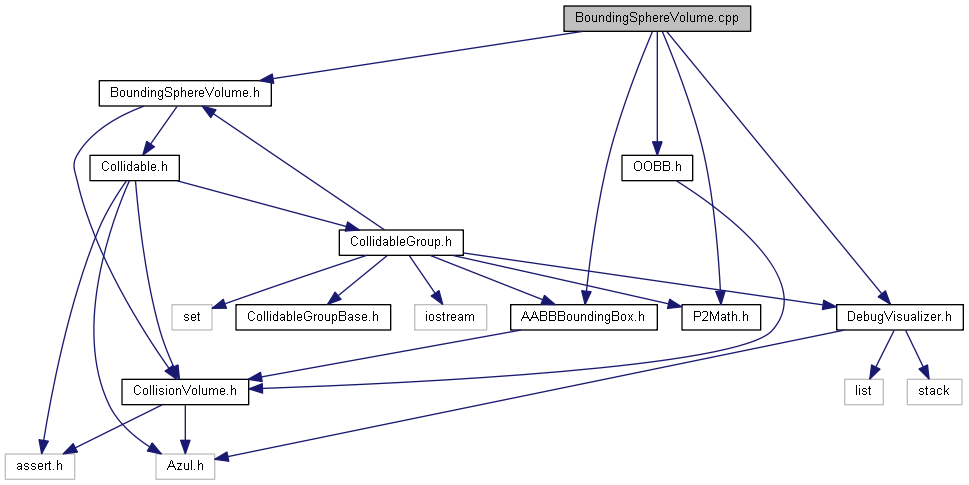 BoundingSphereVolume.cpp
BoundingSphereVolume.h
Collidable.h
OOBB.h
CollidableGroup.h
set
CollidableGroupBase.h
iostream
AABBBoundingBox.h
P2Math.h
DebugVisualizer.h
CollisionVolume.h
list
stack
assert.h
Azul.h